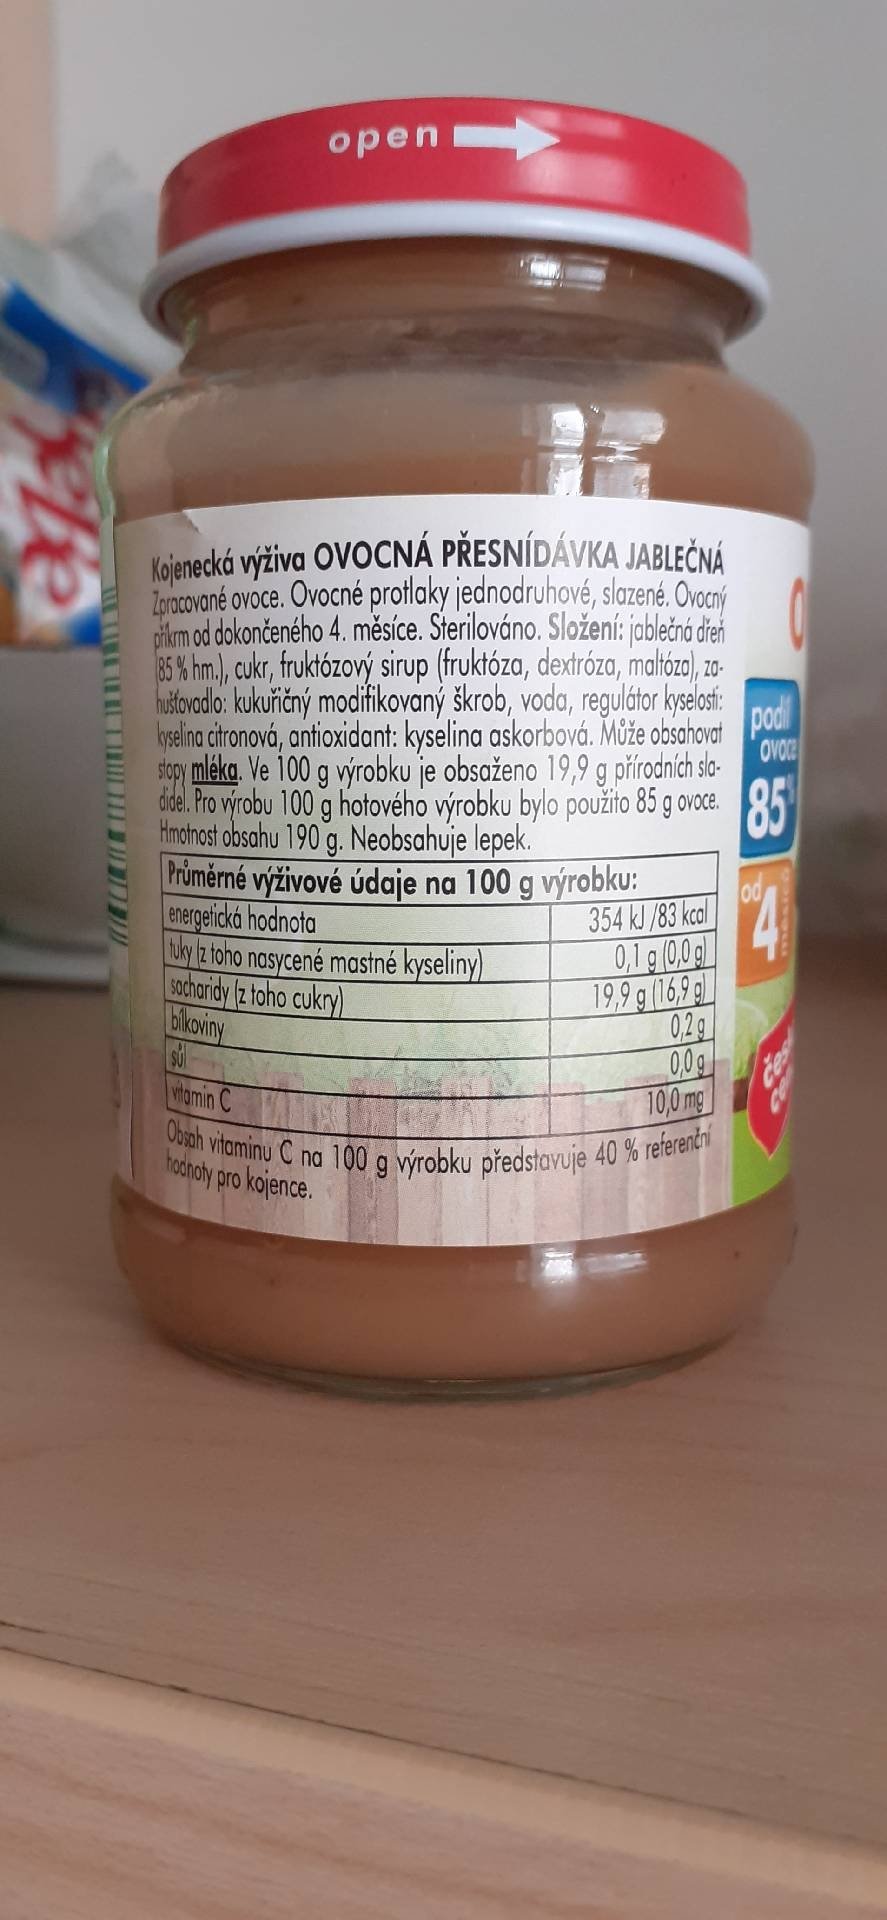 open
Kojenecká výživa OVOCNÁ PŘESNÍDÁVKA JABLEČNÁ
Zpracované ovoce. Ovocné protlaky jednodruhové, slazené. Ovocný
příkrm od dokončeného 4. měsíce. Sterilováno. Složení: jablečná dřeň
(85 % hm.), cukr, fruktózový sirup (fruktóza, dextróza, maltóza), za-
hušťovadlo: kukuřičný modifikovaný škrob, voda, regulátor kyselosti:
kyselina citronová, antioxidant: kyselina askorbová. Může obsahovat
stopy mléka. Ve 100 g výrobku je obsaženo 19,9 g přírodních sla-
didel. Pro výrobu 100 g hotového výrobku bylo použito 85 g ovoce.
Hmotnost obsahu 190 g. Neobsahuje lepek.
Průměrné výživové údaje na 100 g výrobku:
energetická hodnota 354 kJ /83 kcal
tuky (z toho nasycené mastné kyseliny) 0,1 g (0,0 g)
sacharidy (z toho cukry) 19,9 g (16,9 g)
bílkoviny 0,2 g
sůl 0,0 g
vitamin C 10,0 mg
Obsah vitaminu C na 100 g výrobku představuje 40 % referenční
hodnoty pro kojence.
podíl
ovoce
85%
od
4.
měsíců